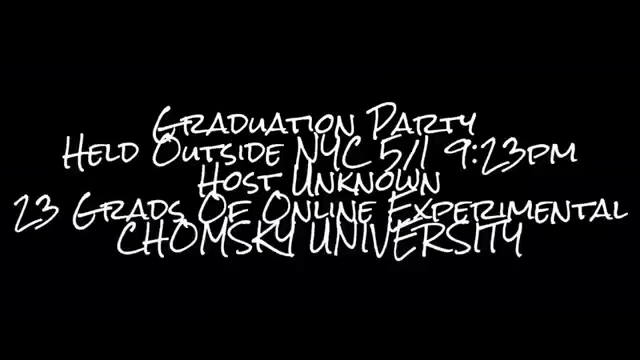 Graduation Party
Held Outside NYC 5/1 9:23pm
Host Unknown
23 Grads Of Online Experimental
CHOMSKY UNIVERSITY